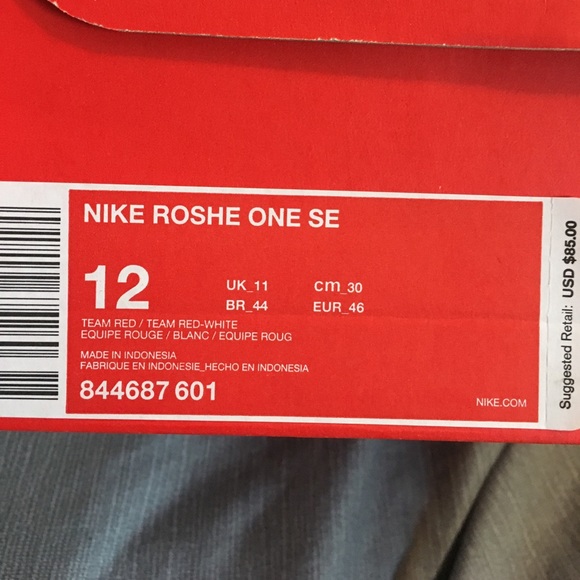 NIKE ROSHE ONE SE
12
UK_11 cm_30
BR_44 EUR_46
TEAM RED / TEAM RED-WHITE
EQUIPE ROUGE / BLANC / EQUIPE ROUG
MADE IN INDONESIA
FABRIQUE EN INDONESIE_HECHO EN INDONESIA
844687 601
NIKE.COM
Suggested Retail: USD $85.00